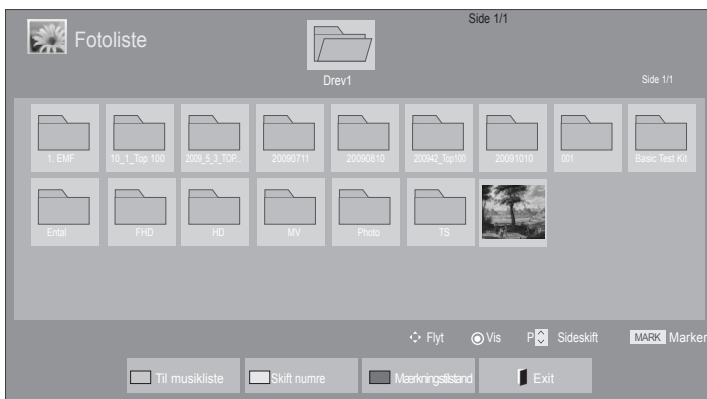 Side 1/1
Fotoliste
Drev1
Side 1/1
1. EMF 10_1_Top 100 2009_5_3_TOP... 20090711 20090810 200942_Top100 20091010 001 Basic Test Kit
Ental FHD HD MV Photo TS
Flyt Vis P Sideskift MARK Marker
Til musikliste Skift numre Mærkningstilstand Exit